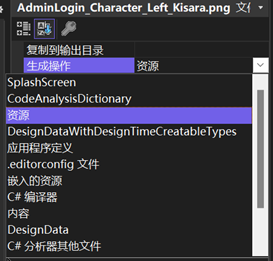 AdminLogin_Character_Left_Kisara.png 文件
复制到输出目录
生成操作 资源
SplashScreen
CodeAnalysisDictionary
资源
DesignDataWithDesignTimeCreatableTypes
应用程序定义
.editorconfig 文件
嵌入的资源
C# 编译器
内容
DesignData
C# 分析器其他文件